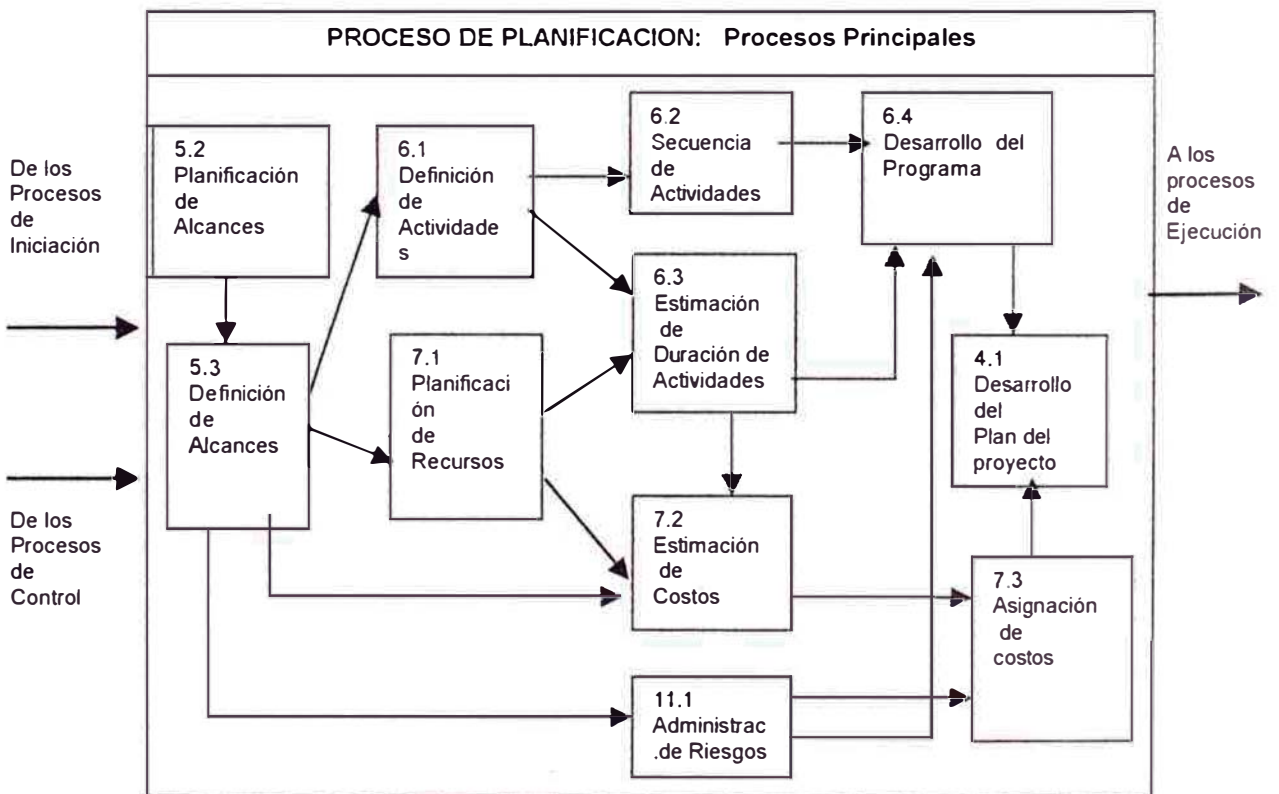 PROCESO DE PLANIFICACION: Procesos Principales
De los
Procesos
de
Iniciación
De los
Procesos
de
Control
5.2
Planificación
de
Alcances
5.3
Definición
de
Alcances
6.1
Definición
de
Actividade
s
7.1
Planificaci
ón
de
Recursos
6.2
Secuencia
de
Actividades
6.3
Estimación
de
Duración de
Actividades
7.2
Estimación
de
Costos
11.1
Administrac
.de Riesgos
6.4
Desarrollo del
Programa
4.1
Desarrollo
del
Plan del
proyecto
7.3
Asignación
de
costos
A los
procesos
de
Ejecución